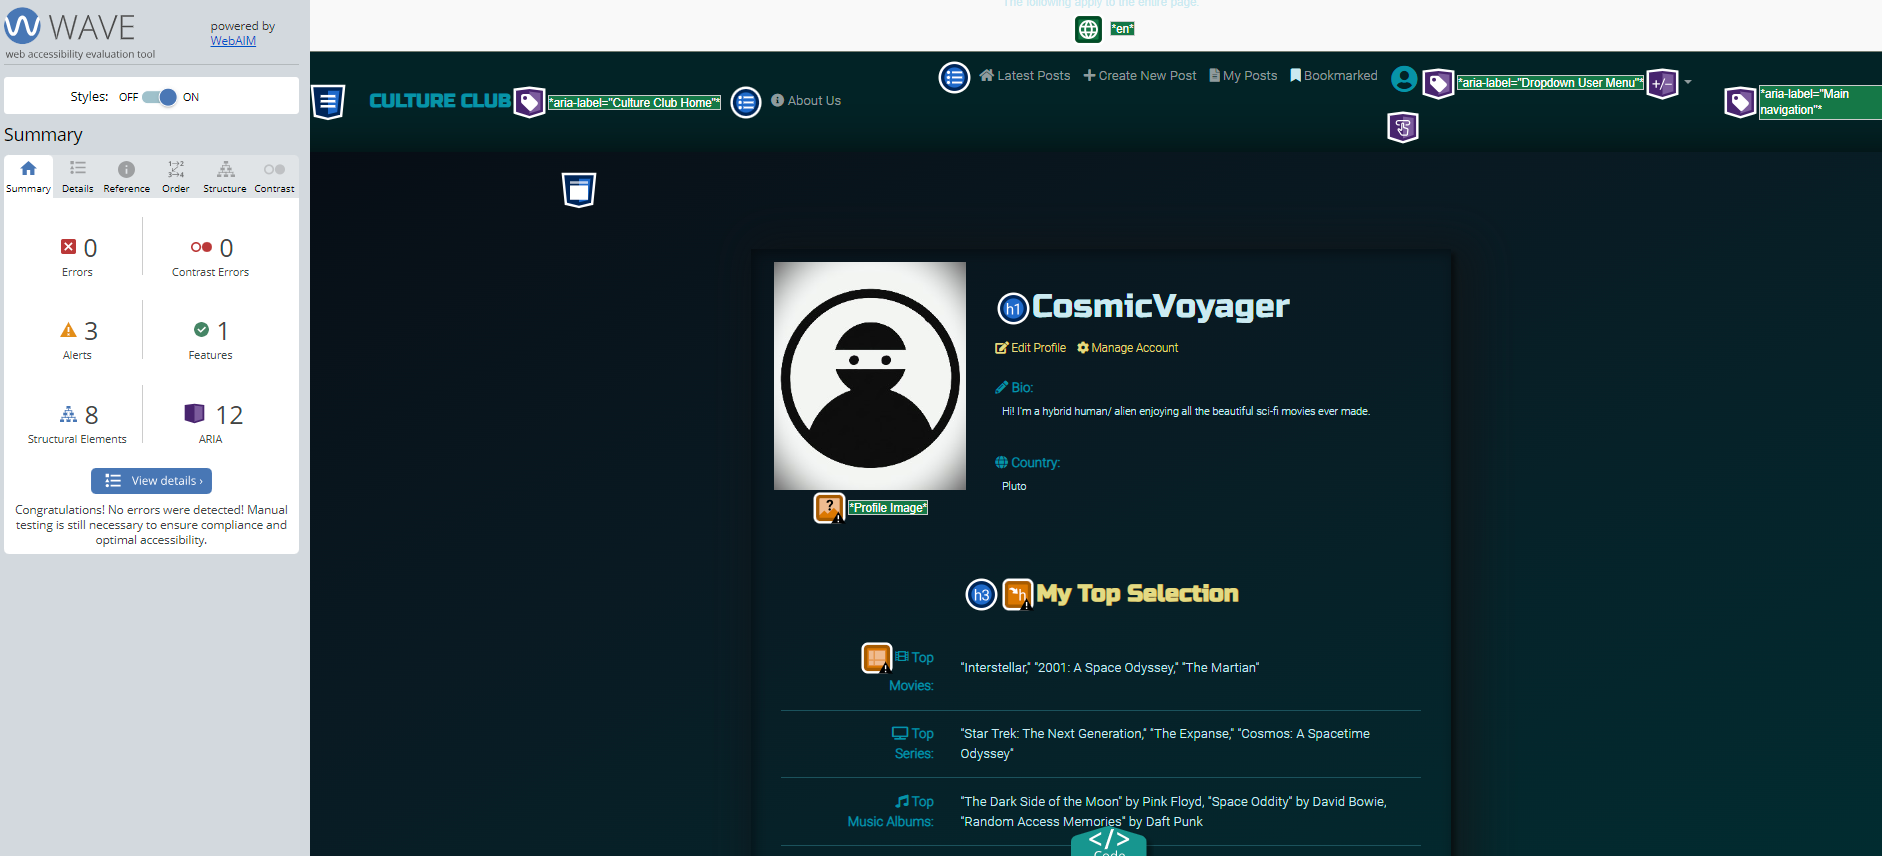 WAVE
powered by
WebAIM
web accessibility evaluation tool
Styles: OFF ON
Summary
Summary Details Reference Order Structure Contrast
1→2
3→4
0
Errors
0
Contrast Errors
3
Alerts
1
Features
8
Structural Elements
12
ARIA
View details ›
Congratulations! No errors were detected! Manual
testing is still necessary to ensure compliance and
optimal accessibility.
The following apply to the entire page.
*en*
CULTURE CLUB
*aria-label="Culture Club Home"*
About Us
Latest Posts
Create New Post
My Posts
Bookmarked
*aria-label="Dropdown User Menu"*
+/-
*aria-label="Main
navigation"*
h1
CosmicVoyager
Edit Profile Manage Account
Bio:
Hi! I'm a hybrid human/ alien enjoying all the beautiful sci-fi movies ever made.
Country:
Pluto
?
*Profile Image*
h3
h
My Top Selection
Top
Movies:
"Interstellar," "2001: A Space Odyssey," "The Martian"
Top
Series:
"Star Trek: The Next Generation," "The Expanse," "Cosmos: A Spacetime
Odyssey"
Top
Music Albums:
"The Dark Side of the Moon" by Pink Floyd, "Space Oddity" by David Bowie,
"Random Access Memories" by Daft Punk
</>
Code